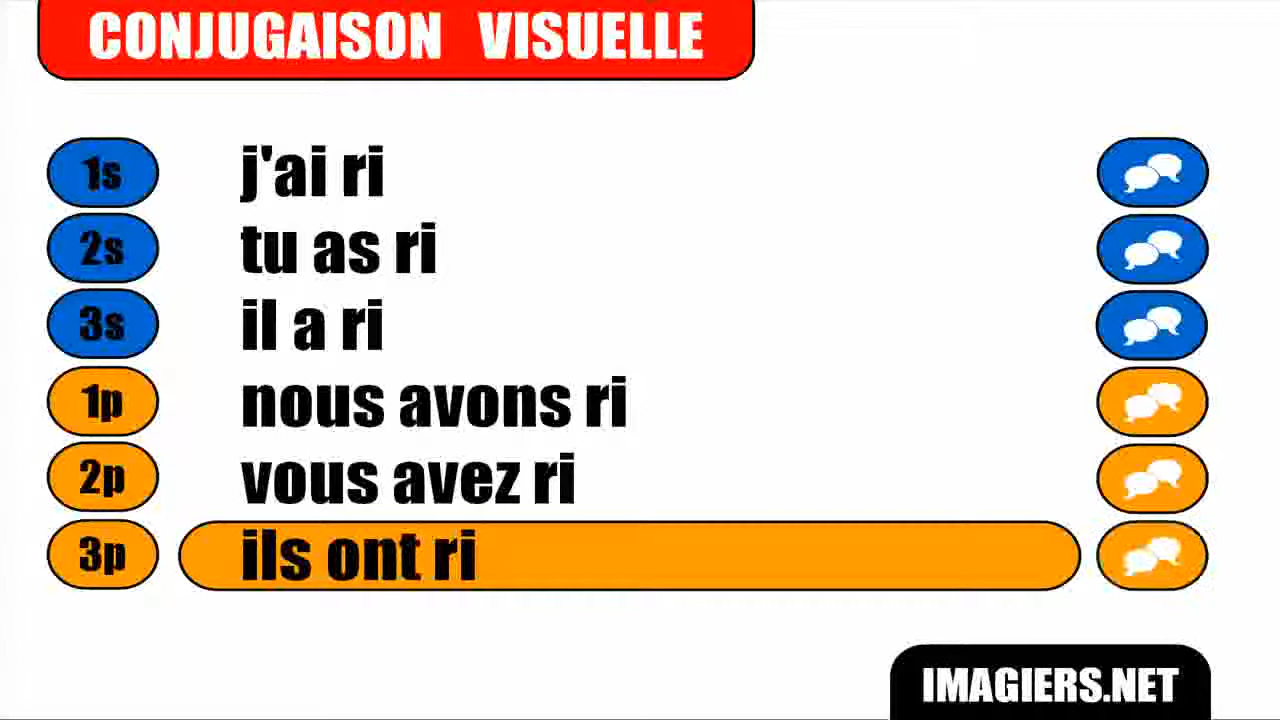 CONJUGAISON VISUELLE
1s j'ai ri
2s tu as ri
3s il a ri
1p nous avons ri
2p vous avez ri
3p ils ont ri
IMAGIERS.NET